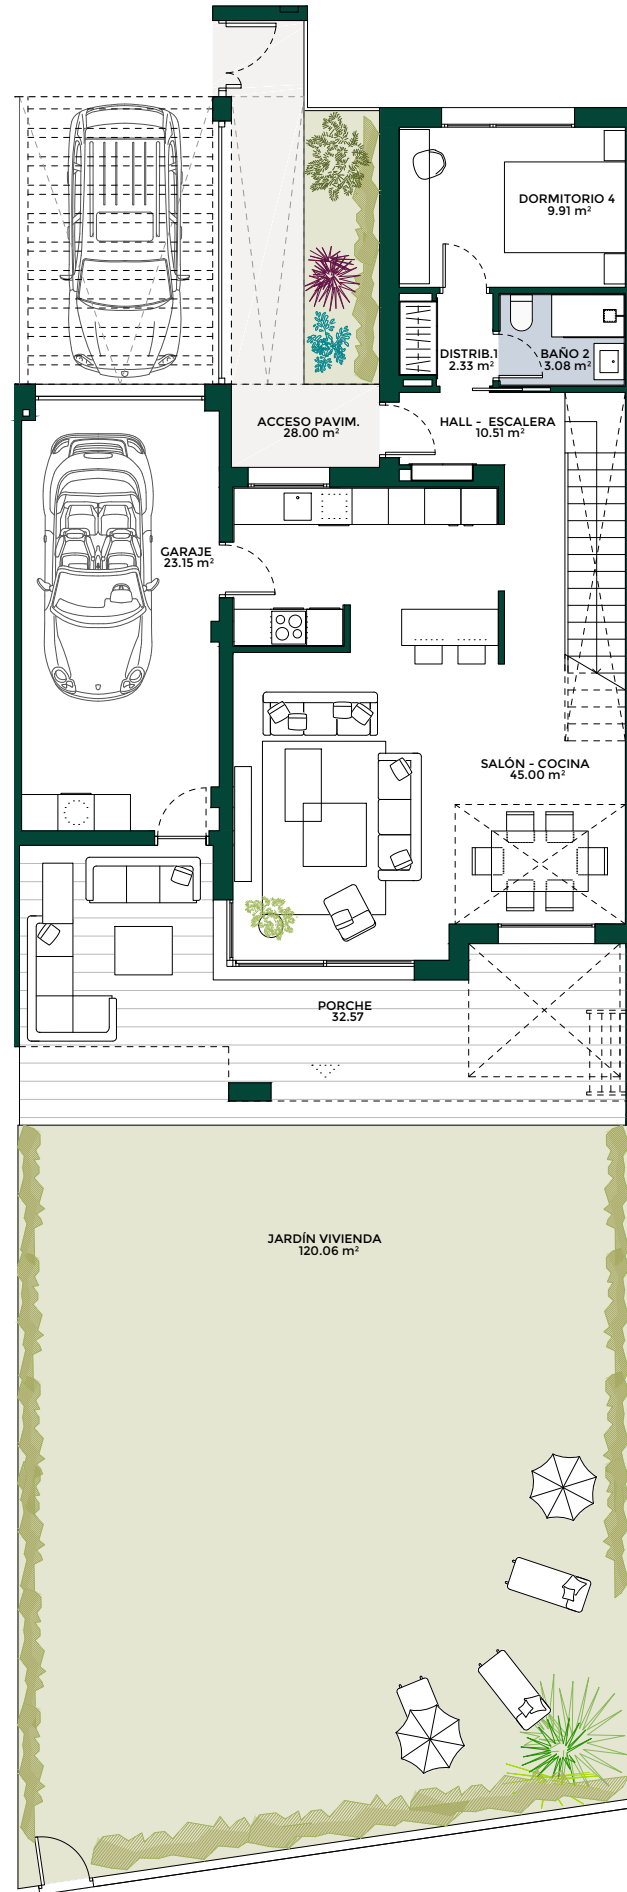 DORMITORIO 4
9.91 m²
DISTRIB.1
2.33 m²
BAÑO 2
3.08 m²
ACCESO PAVIM.
28.00 m²
HALL - ESCALERA
10.51 m²
GARAJE
23.15 m²
SALÓN - COCINA
45.00 m²
PORCHE
32.57
JARDÍN VIVIENDA
120.06 m²